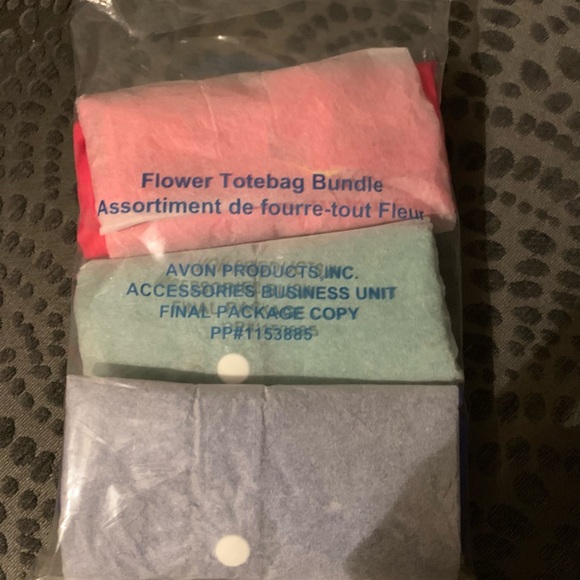 Flower Totebag Bundle
Assortiment de fourre-tout Fleur
AVON PRODUCTS, INC.
ACCESSORIES BUSINESS UNIT
FINAL PACKAGE COPY
PP#1153885